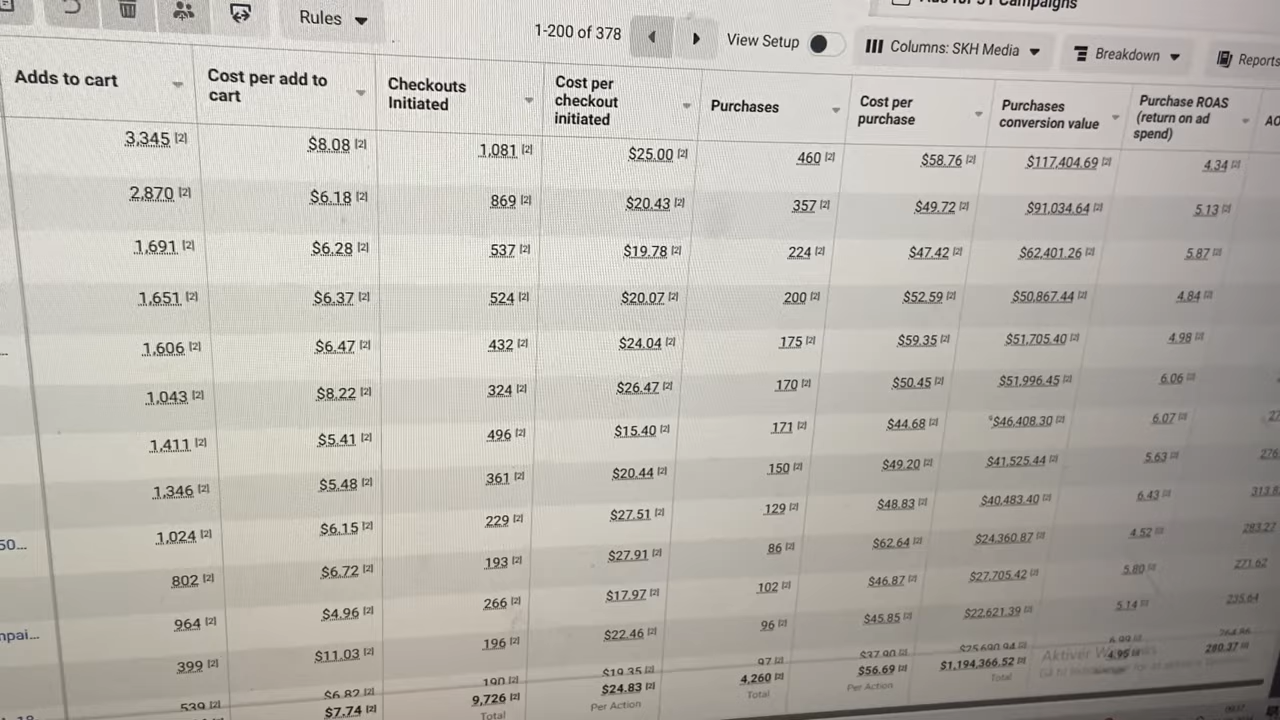 Rules
1-200 of 378
View Setup
Columns: SKH Media
Breakdown
Reports
Adds to cart
Cost per add to cart
Checkouts Initiated
Cost per checkout initiated
Purchases
Cost per purchase
Purchases conversion value
Purchase ROAS (return on ad spend)
3,345 [2] $8.08 [2] 1,081 [2] $25.00 [2] 460 [2] $58.76 [2] $117,404.69 [2] 4.34 [2]
2,870 [2] $6.18 [2] 869 [2] $20.43 [2] 357 [2] $49.72 [2] $91,034.64 [2] 5.13 [2]
1,691 [2] $6.28 [2] 537 [2] $19.78 [2] 224 [2] $47.42 [2] $62,401.26 [2] 5.87 [2]
1,651 [2] $6.37 [2] 524 [2] $20.07 [2] 200 [2] $52.59 [2] $50,867.44 [2] 4.84 [2]
1,606 [2] $6.47 [2] 432 [2] $24.04 [2] 175 [2] $59.35 [2] $51,705.40 [2] 4.98 [2]
1,043 [2] $8.22 [2] 324 [2] $26.47 [2] 170 [2] $50.45 [2] $51,996.45 [2] 6.06 [2]
1,411 [2] $5.41 [2] 496 [2] $15.40 [2] 171 [2] $44.68 [2] $46,408.30 [2] 6.07 [2]
1,346 [2] $5.48 [2] 361 [2] $20.44 [2] 150 [2] $49.20 [2] $41,525.44 [2] 5.63 [2]
1,024 [2] $6.15 [2] 229 [2] $27.51 [2] 129 [2] $48.83 [2] $40,483.40 [2] 6.43 [2]
50... 802 [2] $6.72 [2] 193 [2] $27.91 [2] 86 [2] $62.64 [2] $24,360.87 [2] 4.52 [2] 283.27
964 [2] $4.96 [2] 266 [2] $17.97 [2] 102 [2] $46.87 [2] $27,705.42 [2] 5.80 [2] 271.62
mpai... 399 [2] $11.03 [2] 196 [2] $22.46 [2] 96 [2] $45.85 [2] $22,621.39 [2] 5.14 [2] 235.64
539 [2] $6.82 [2] 190 [2] $19.35 [2] 97 [2]
$7.74 [2] 9,726 [2] $24.83 [2] 4,260 [2] $56.69 [2] $1,194,366.52 [2] 4.95 [2] 280.37 [2]
Total Per Action Total Per Action Total
Aktiver